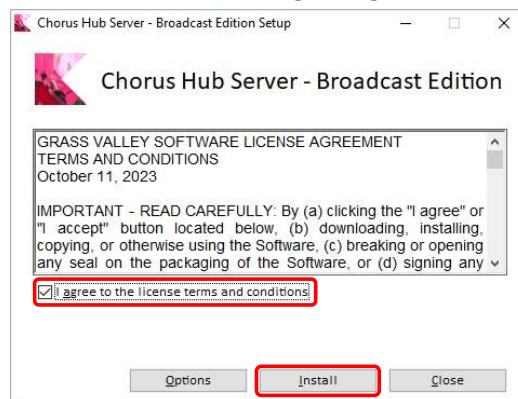 Chorus Hub Server - Broadcast Edition Setup
Chorus Hub Server - Broadcast Edition
GRASS VALLEY SOFTWARE LICENSE AGREEMENT
TERMS AND CONDITIONS
October 11, 2023
IMPORTANT - READ CAREFULLY: By (a) clicking the "I agree" or
"I accept" button located below, (b) downloading, installing,
copying, or otherwise using the Software, (c) breaking or opening
any seal on the packaging of the Software, or (d) signing any
I agree to the license terms and conditions
Options Install Close